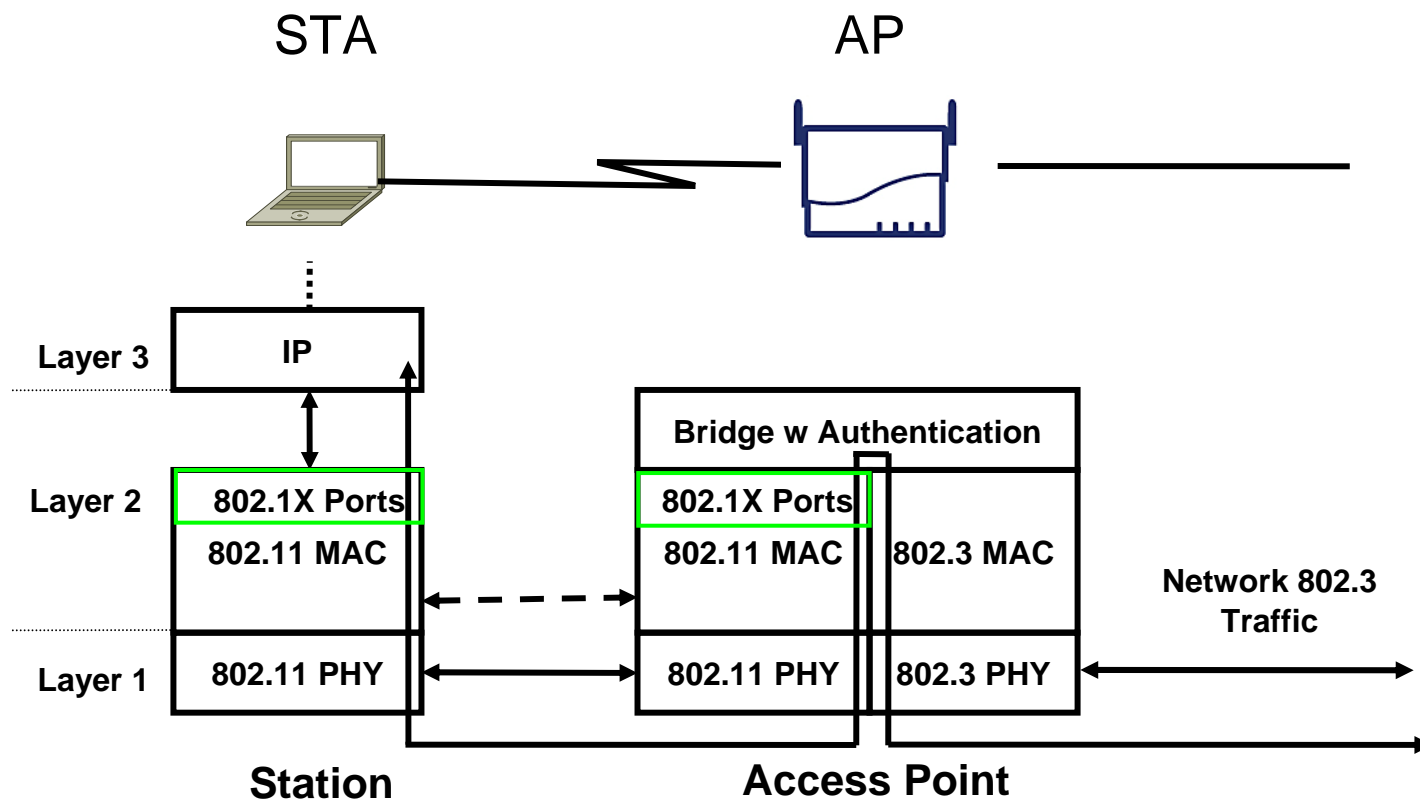 STA
AP
Layer 3
IP
Bridge w Authentication
Layer 2
802.1X Ports
802.1X Ports
802.11 MAC
802.11 MAC
802.3 MAC
Network 802.3
Traffic
Layer 1
802.11 PHY
802.11 PHY
802.3 PHY
Station
Access Point